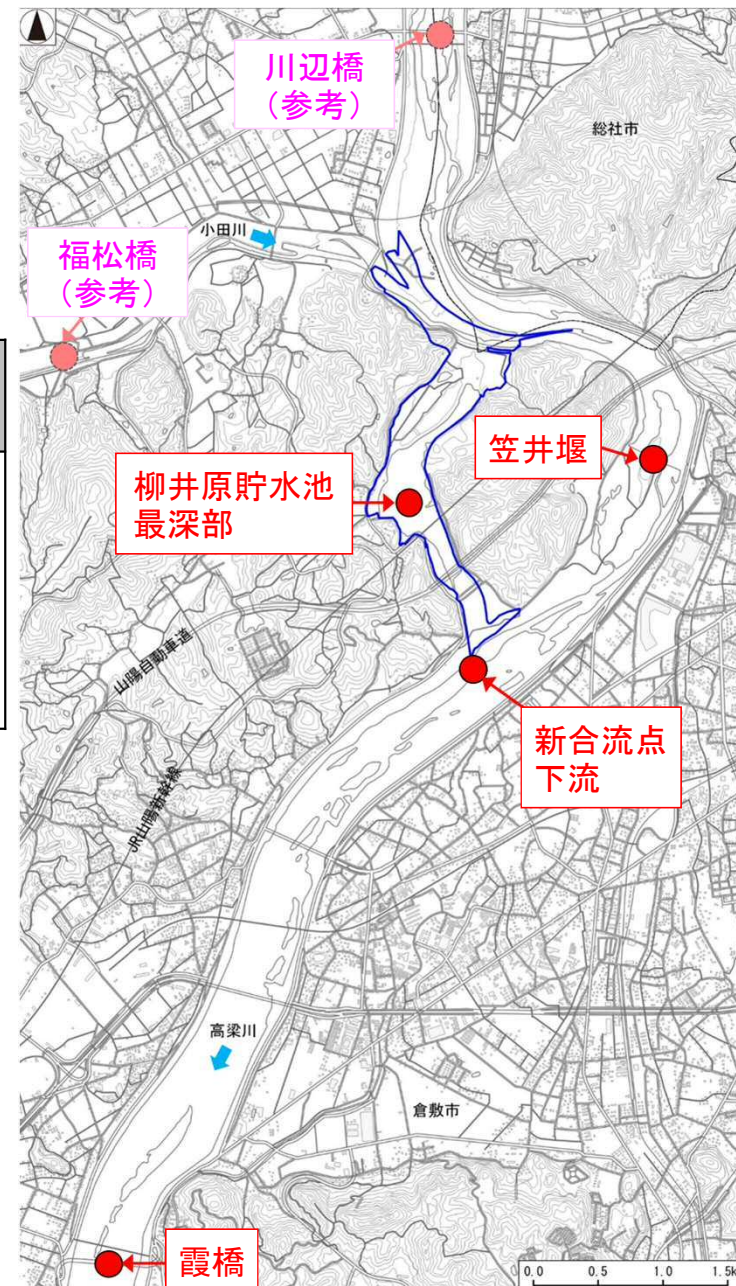 川辺橋
（参考）
総社市
小田川
福松橋
（参考）
笠井堰
柳井原貯水池
最深部
山陽自動車道
新合流点
下流
JR山陽新幹線
高梁川
倉敷市
霞橋
0.0 0.5 1.0 1.5k